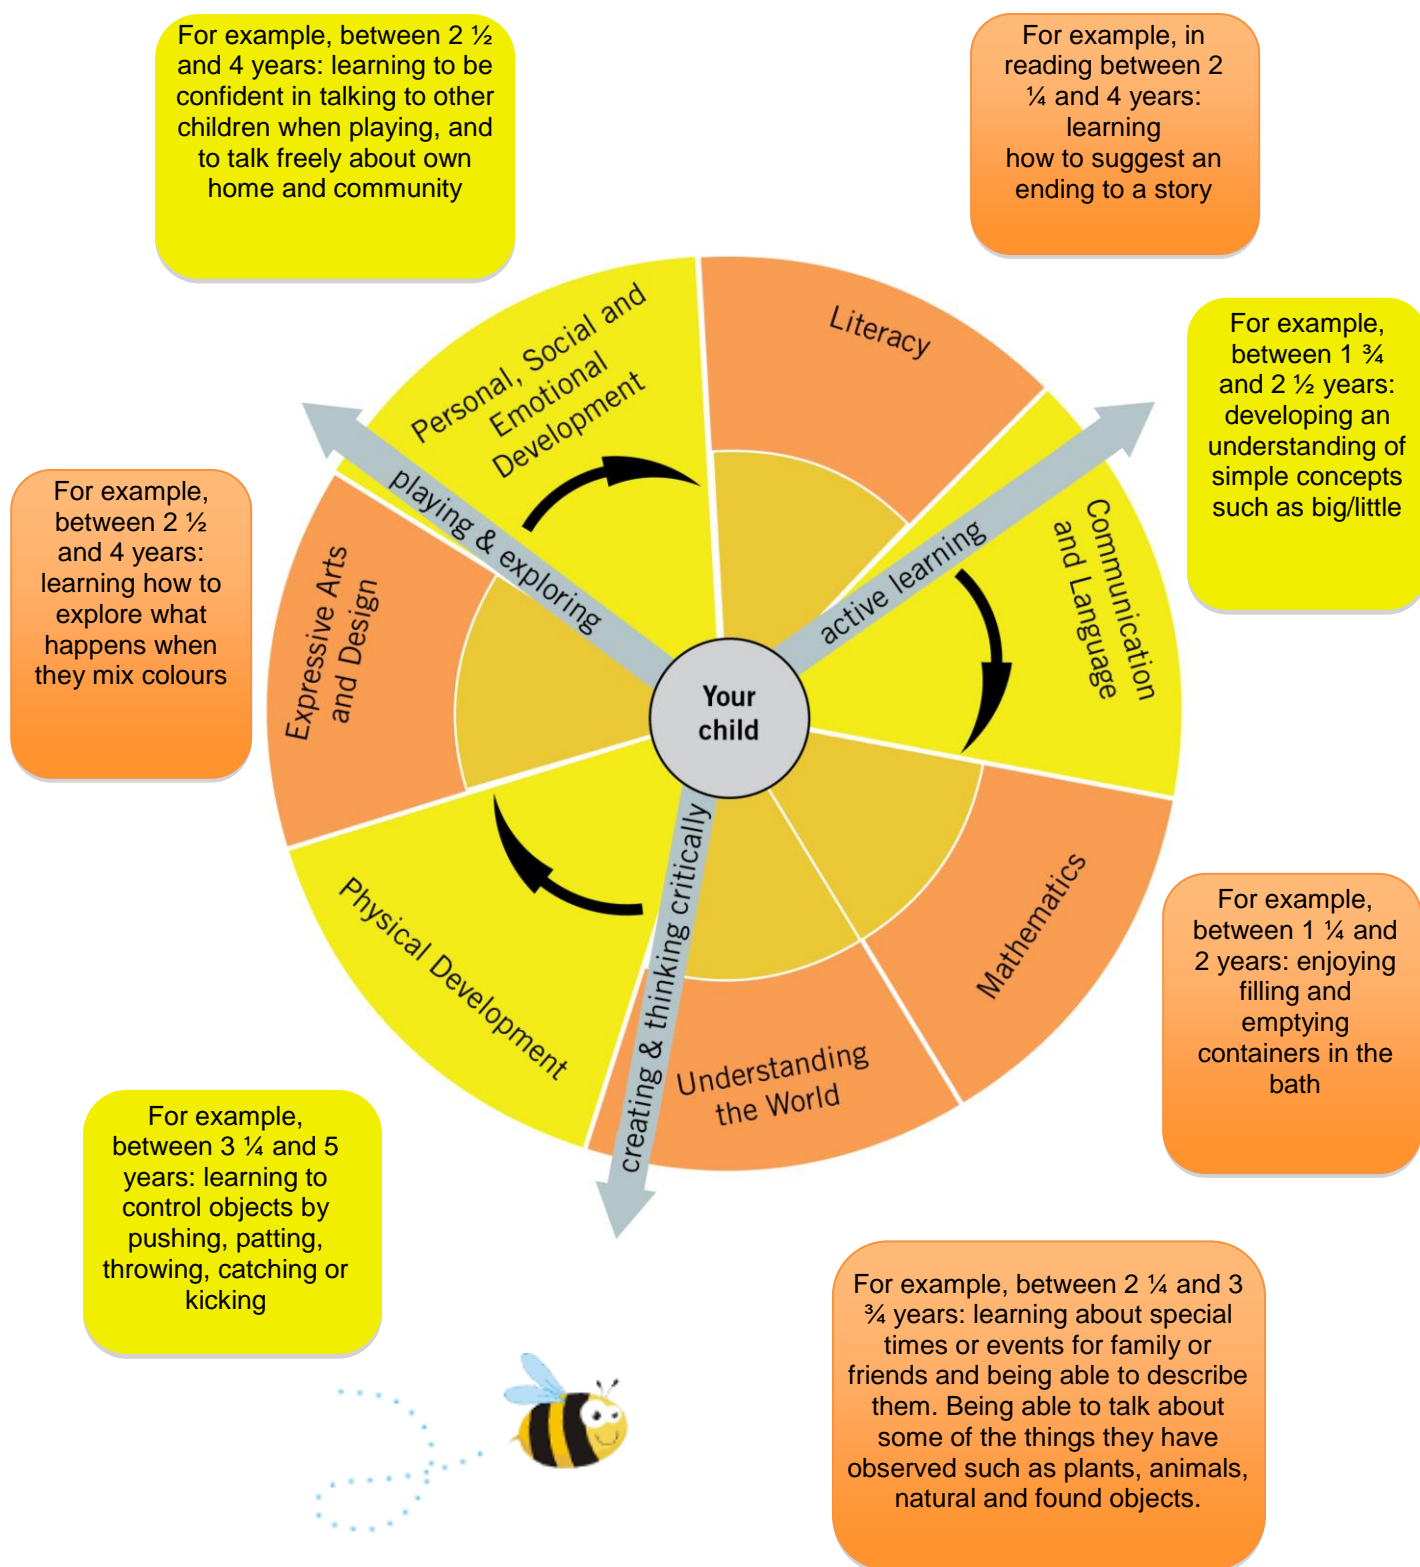 For example, between 2 ½
and 4 years: learning to be
confident in talking to other
children when playing, and
to talk freely about own
home and community
For example, in
reading between 2
¼ and 4 years:
learning
how to suggest an
ending to a story
For example,
between 1 ¾
and 2 ½ years:
developing an
understanding of
simple concepts
such as big/little
For example,
between 2 ½
and 4 years:
learning how to
explore what
happens when
they mix colours
Personal, Social and
Emotional
Development
Literacy
playing & exploring
active learning
Communication
and Language
Expressive Arts
and Design
Your
child
Physical Development
creating & thinking critically
Mathematics
Understanding
the World
For example,
between 1 ¼ and
2 years: enjoying
filling and
emptying
containers in the
bath
For example,
between 3 ¼ and 5
years: learning to
control objects by
pushing, patting,
throwing, catching or
kicking
For example, between 2 ¼ and 3
¾ years: learning about special
times or events for family or
friends and being able to describe
them. Being able to talk about
some of the things they have
observed such as plants, animals,
natural and found objects.